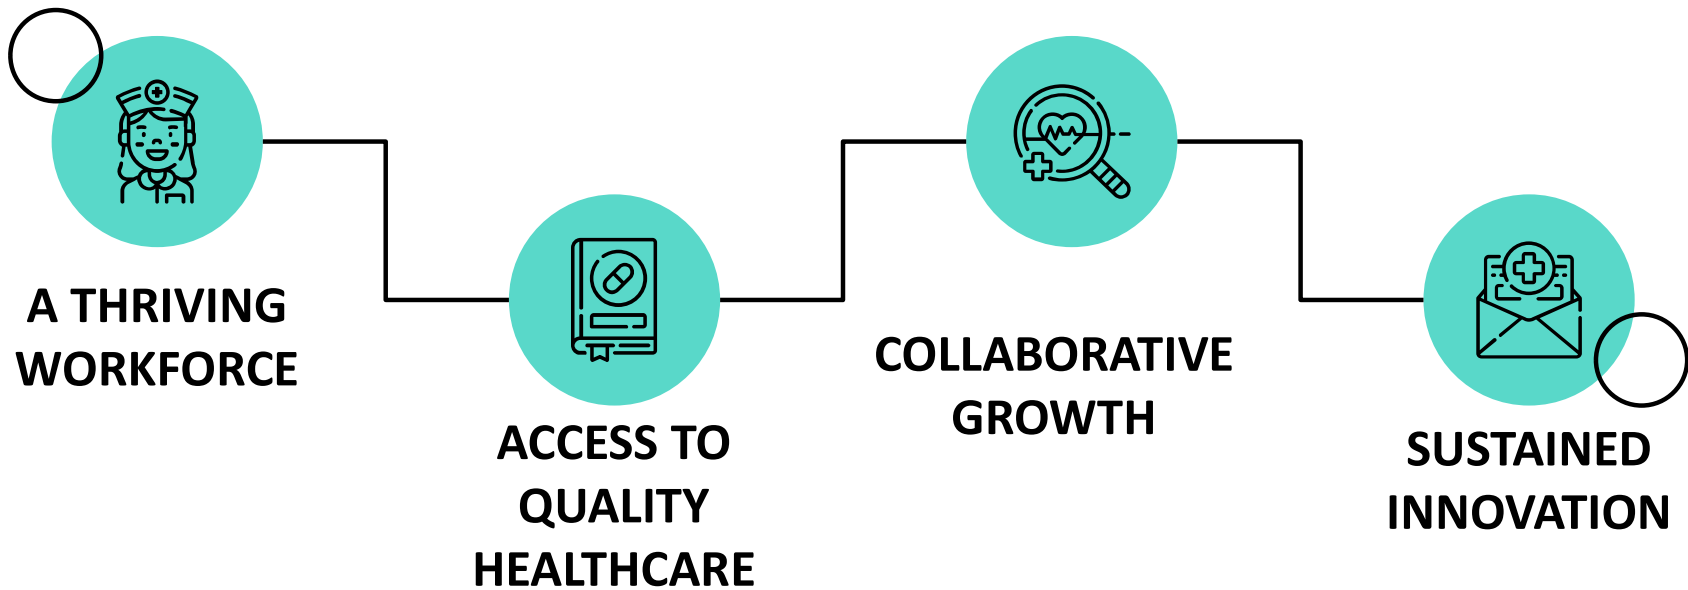 A THRIVING
WORKFORCE
ACCESS TO
QUALITY
HEALTHCARE
COLLABORATIVE
GROWTH
SUSTAINED
INNOVATION